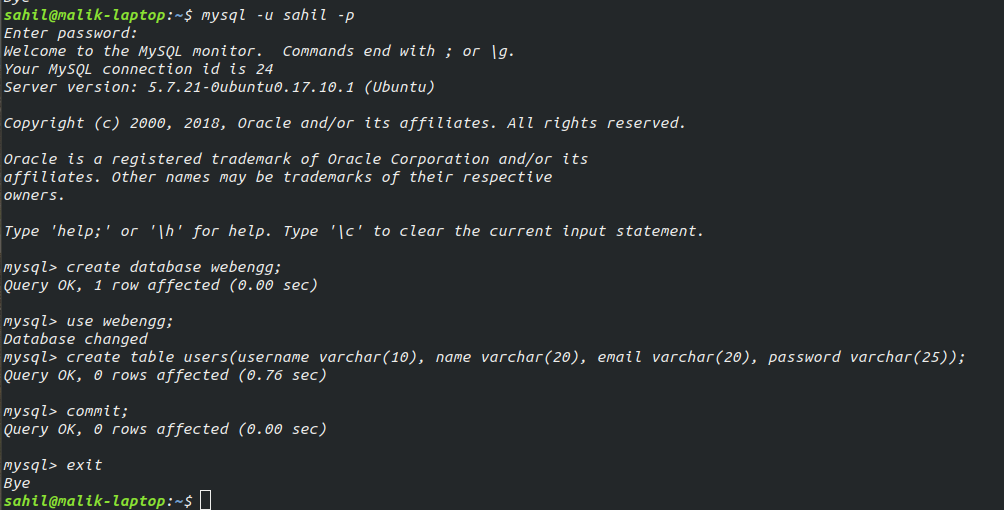 Bye
sahil@malik-laptop:~$ mysql -u sahil -p
Enter password:
Welcome to the MySQL monitor.  Commands end with ; or \g.
Your MySQL connection id is 24
Server version: 5.7.21-0ubuntu0.17.10.1 (Ubuntu)
Copyright (c) 2000, 2018, Oracle and/or its affiliates. All rights reserved.
Oracle is a registered trademark of Oracle Corporation and/or its
affiliates. Other names may be trademarks of their respective
owners.
Type 'help;' or '\h' for help. Type '\c' to clear the current input statement.
mysql> create database webengg;
Query OK, 1 row affected (0.00 sec)
mysql> use webengg;
Database changed
mysql> create table users(username varchar(10), name varchar(20), email varchar(20), password varchar(25));
Query OK, 0 rows affected (0.76 sec)
mysql> commit;
Query OK, 0 rows affected (0.00 sec)
mysql> exit
Bye
sahil@malik-laptop:~$